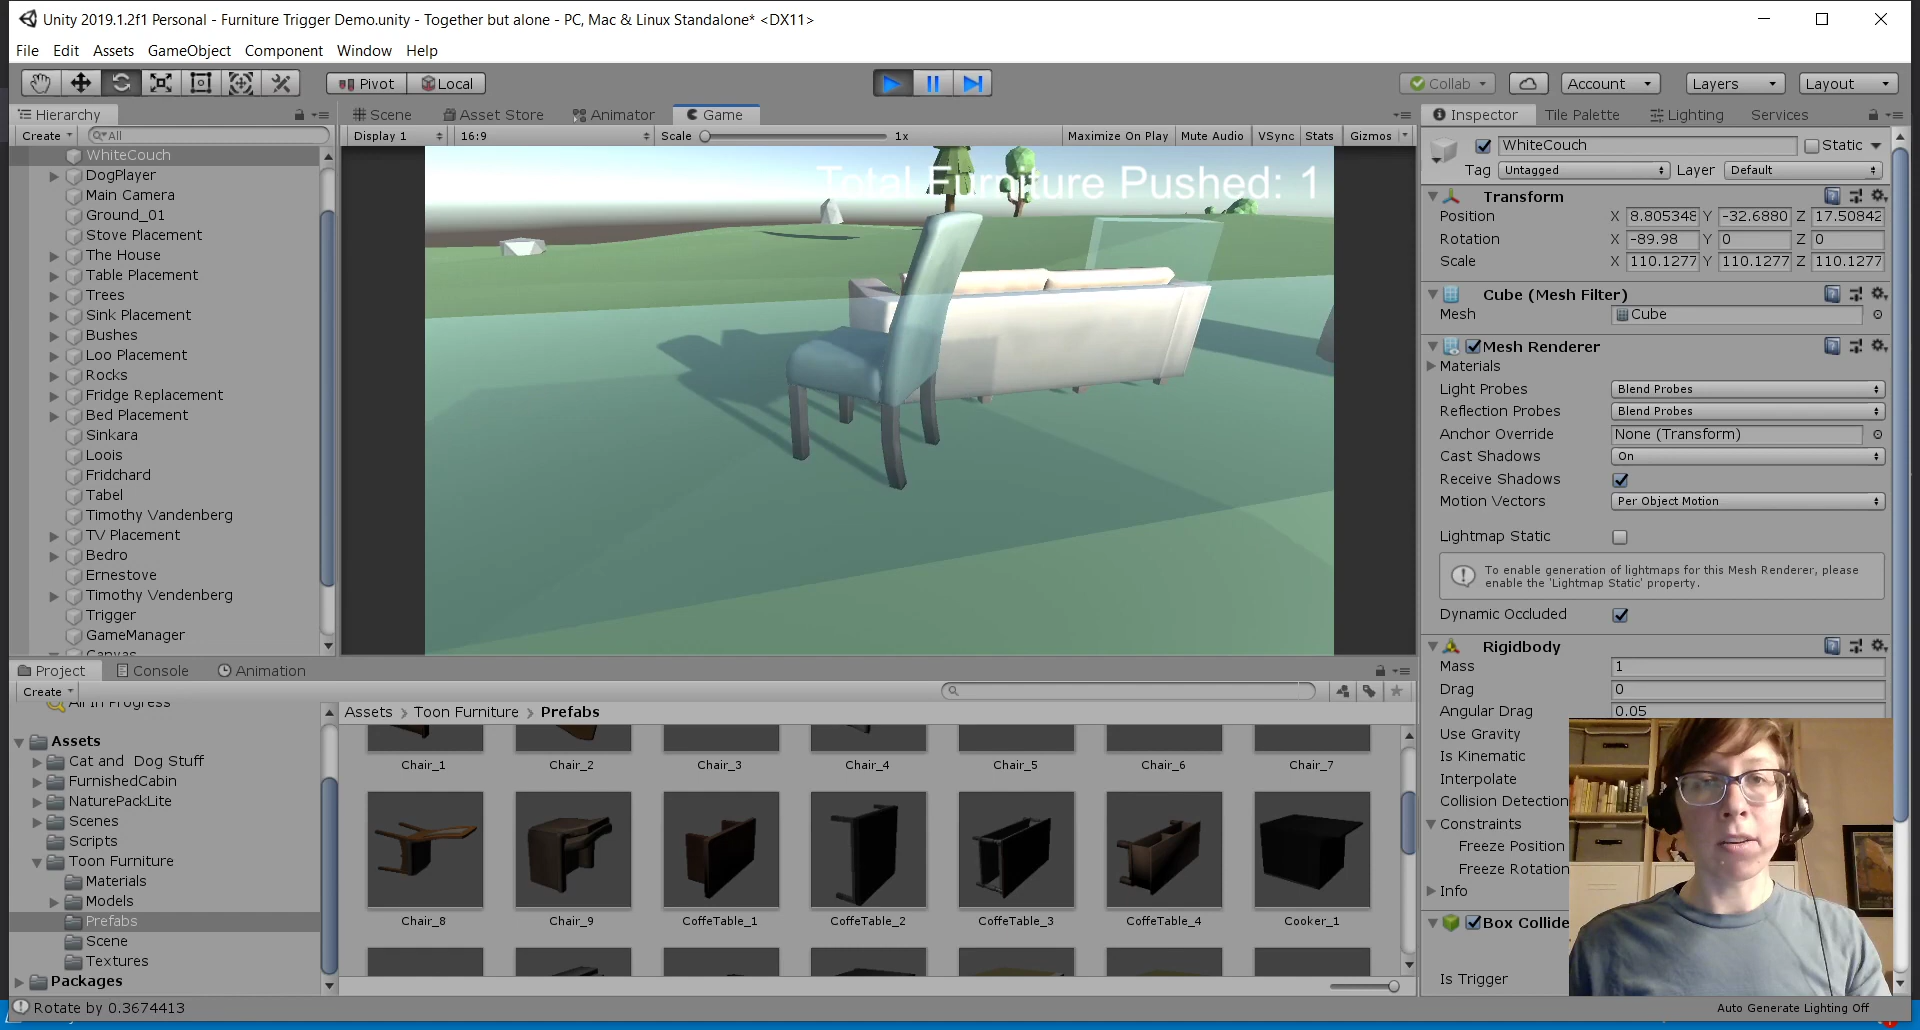 Unity 2019.1.2f1 Personal - Furniture Trigger Demo.unity - Together but alone - PC, Mac & Linux Standalone* <DX11>
File Edit Assets GameObject Component Window Help
Pivot Local
Collab Account Layers Layout
Hierarchy
Create All
WhiteCouch
DogPlayer
Main Camera
Ground_01
Stove Placement
The House
Table Placement
Trees
Sink Placement
Bushes
Loo Placement
Rocks
Fridge Replacement
Bed Placement
Sinkara
Loois
Fridchard
Tabel
Timothy Vandenberg
TV Placement
Bedro
Ernestove
Timothy Vendenberg
Trigger
GameManager
Canvas
Scene Asset Store Animator Game
Display 1 16:9 Scale 1x Maximize On Play Mute Audio VSync Stats Gizmos
Total Furniture Pushed: 1
Inspector Tile Palette Lighting Services
WhiteCouch Static
Tag Untagged Layer Default
Transform
Position X 8.805348 Y -32.6880 Z 17.50842
Rotation X -89.98 Y 0 Z 0
Scale X 110.1277 Y 110.1277 Z 110.1277
Cube (Mesh Filter)
Mesh Cube
Mesh Renderer
Materials
Light Probes Blend Probes
Reflection Probes Blend Probes
Anchor Override None (Transform)
Cast Shadows On
Receive Shadows
Motion Vectors Per Object Motion
Lightmap Static
To enable generation of lightmaps for this Mesh Renderer, please
enable the 'Lightmap Static' property.
Dynamic Occluded
Rigidbody
Mass 1
Drag 0
Angular Drag 0.05
Use Gravity
Is Kinematic
Interpolate
Collision Detection
Constraints
Freeze Position
Freeze Rotation
Info
Box Collide
Is Trigger
Project Console Animation
Create
All In Progress
Assets
Cat and Dog Stuff
FurnishedCabin
NaturePackLite
Scenes
Scripts
Toon Furniture
Materials
Models
Prefabs
Scene
Textures
Packages
Assets > Toon Furniture > Prefabs
Chair_1 Chair_2 Chair_3 Chair_4 Chair_5 Chair_6 Chair_7
Chair_8 Chair_9 CoffeTable_1 CoffeTable_2 CoffeTable_3 CoffeTable_4 Cooker_1
Rotate by 0.3674413
Auto Generate Lighting Off